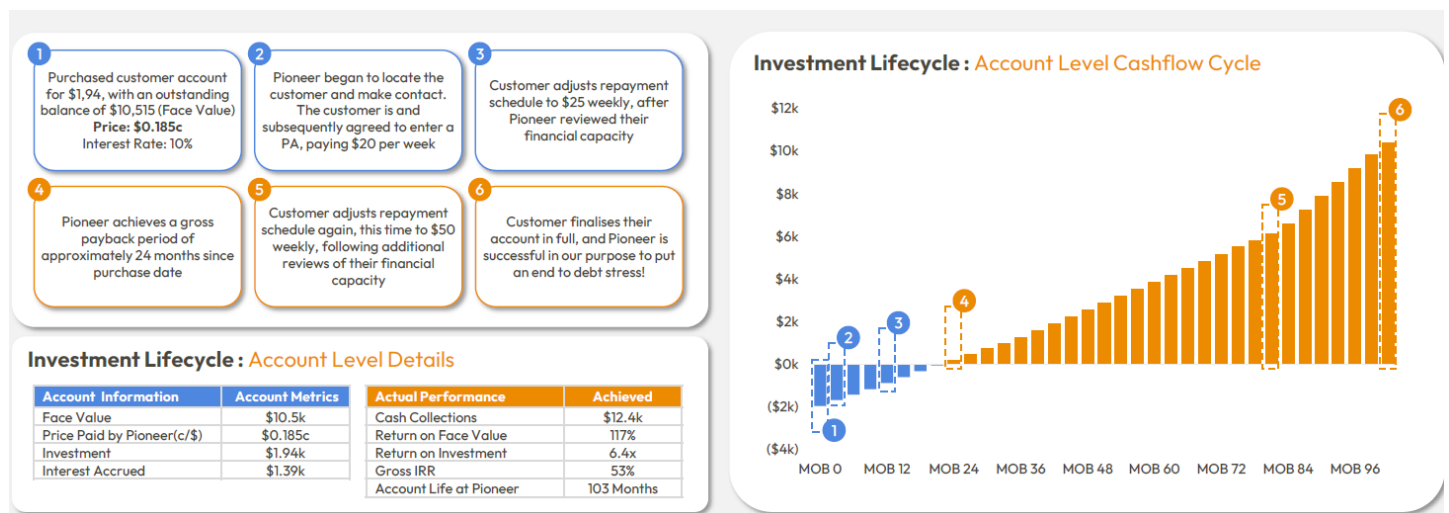 1
Purchased customer account
for $1,94, with an outstanding
balance of $10,515 (Face Value)
Price: $0.185c
Interest Rate: 10%
2
Pioneer began to locate the
customer and make contact.
The customer is and
subsequently agreed to enter a
PA, paying $20 per week
3
Customer adjusts repayment
schedule to $25 weekly, after
Pioneer reviewed their
financial capacity
4
Pioneer achieves a gross
payback period of
approximately 24 months since
purchase date
5
Customer adjusts repayment
schedule again, this time to $50
weekly, following additional
reviews of their financial
capacity
6
Customer finalises their
account in full, and Pioneer is
successful in our purpose to put
an end to debt stress!
Investment Lifecycle : Account Level Details
Account Information Account Metrics
Face Value $10.5k
Price Paid by Pioneer(c/$) $0.185c
Investment $1.94k
Interest Accrued $1.39k
Actual Performance Achieved
Cash Collections $12.4k
Return on Face Value 117%
Return on Investment 6.4x
Gross IRR 53%
Account Life at Pioneer 103 Months
Investment Lifecycle : Account Level Cashflow Cycle
$12k
$10k
$8k
$6k
$4k
$2k
$0k
($2k)
($4k)
1
2
3
4
5
6
MOB 0 MOB 12 MOB 24 MOB 36 MOB 48 MOB 60 MOB 72 MOB 84 MOB 96